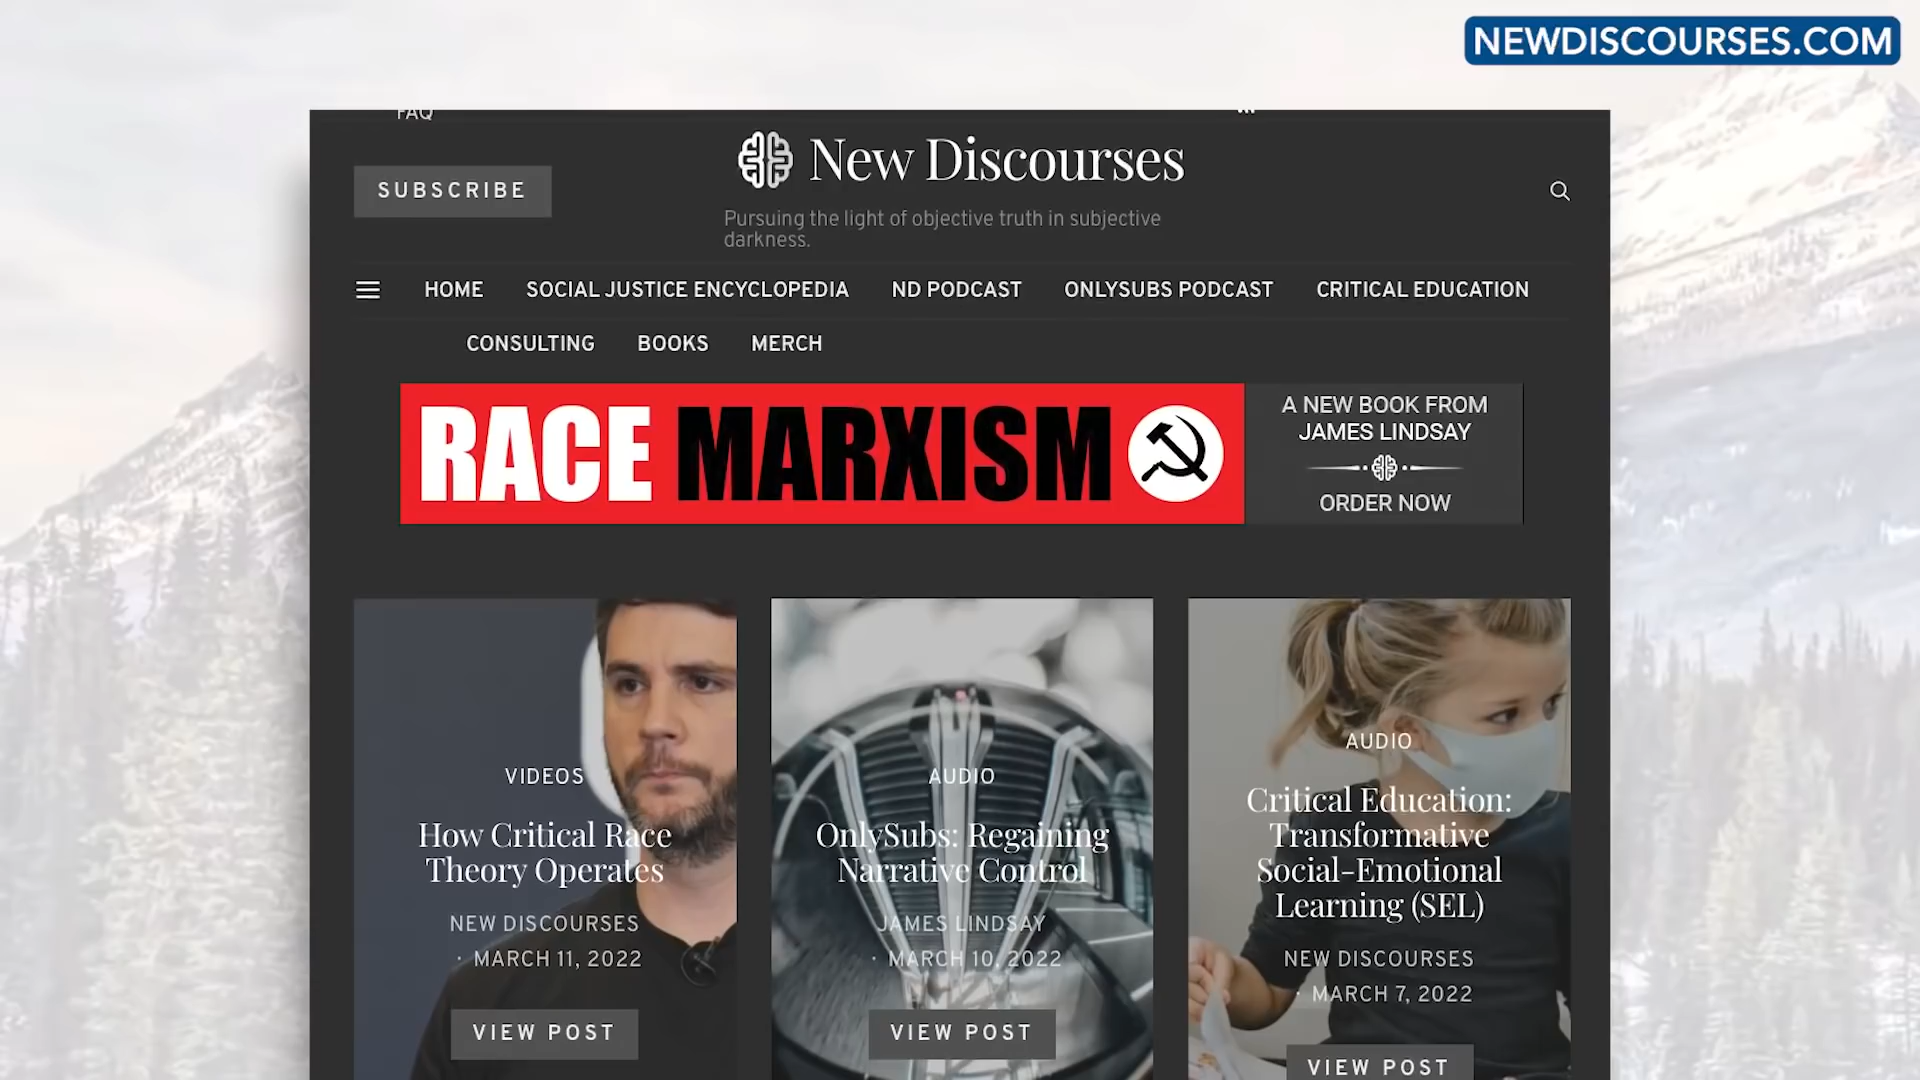 NEWDISCOURSES.COM
FAQ
SUBSCRIBE
New Discourses
Pursuing the light of objective truth in subjective
darkness.
HOME SOCIAL JUSTICE ENCYCLOPEDIA ND PODCAST ONLYSUBS PODCAST CRITICAL EDUCATION
CONSULTING BOOKS MERCH
RACE MARXISM
A NEW BOOK FROM
JAMES LINDSAY
ORDER NOW
VIDEOS
How Critical Race
Theory Operates
NEW DISCOURSES
· MARCH 11, 2022
VIEW POST
AUDIO
OnlySubs: Regaining
Narrative Control
JAMES LINDSAY
· MARCH 10, 2022
VIEW POST
AUDIO
Critical Education:
Transformative
Social-Emotional
Learning (SEL)
NEW DISCOURSES
· MARCH 7, 2022
VIEW POST